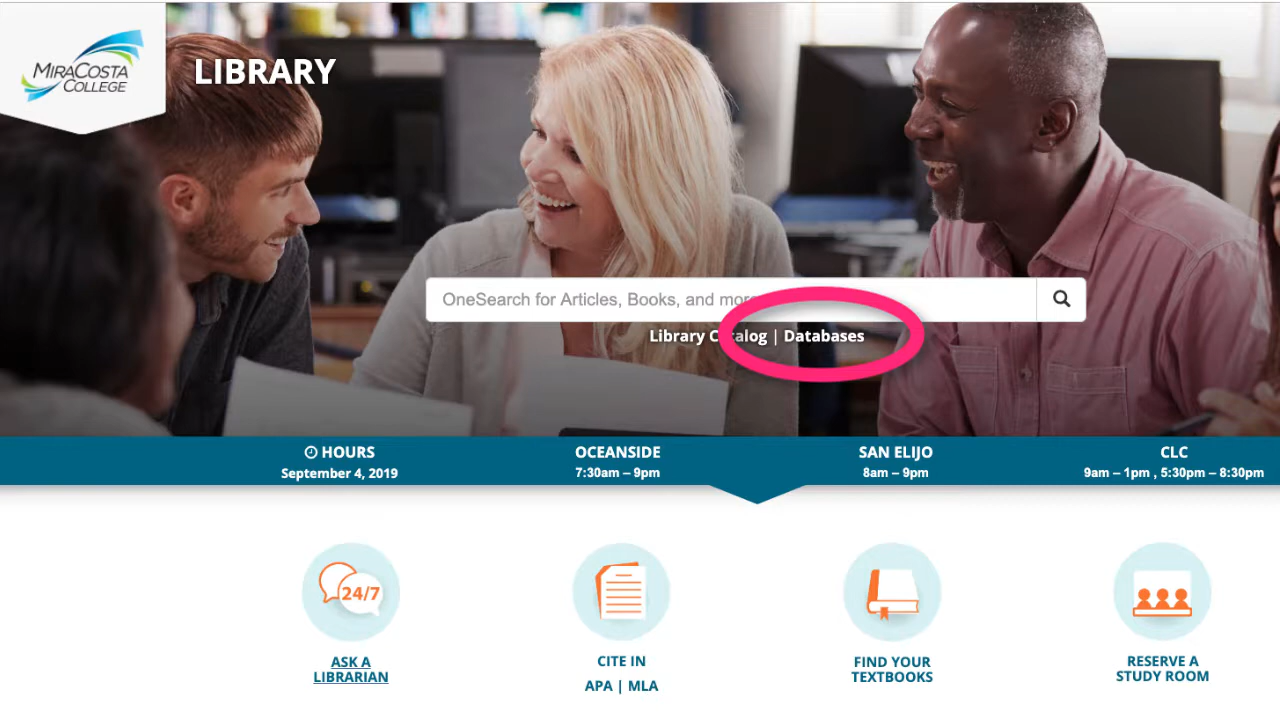 MIRACOSTA
COLLEGE
LIBRARY
OneSearch for Articles, Books, and more
Library Catalog | Databases
HOURS
September 4, 2019
OCEANSIDE
7:30am – 9pm
SAN ELIJO
8am – 9pm
CLC
9am – 1pm , 5:30pm – 8:30pm
24/7
ASK A
LIBRARIAN
CITE IN
APA | MLA
FIND YOUR
TEXTBOOKS
RESERVE A
STUDY ROOM